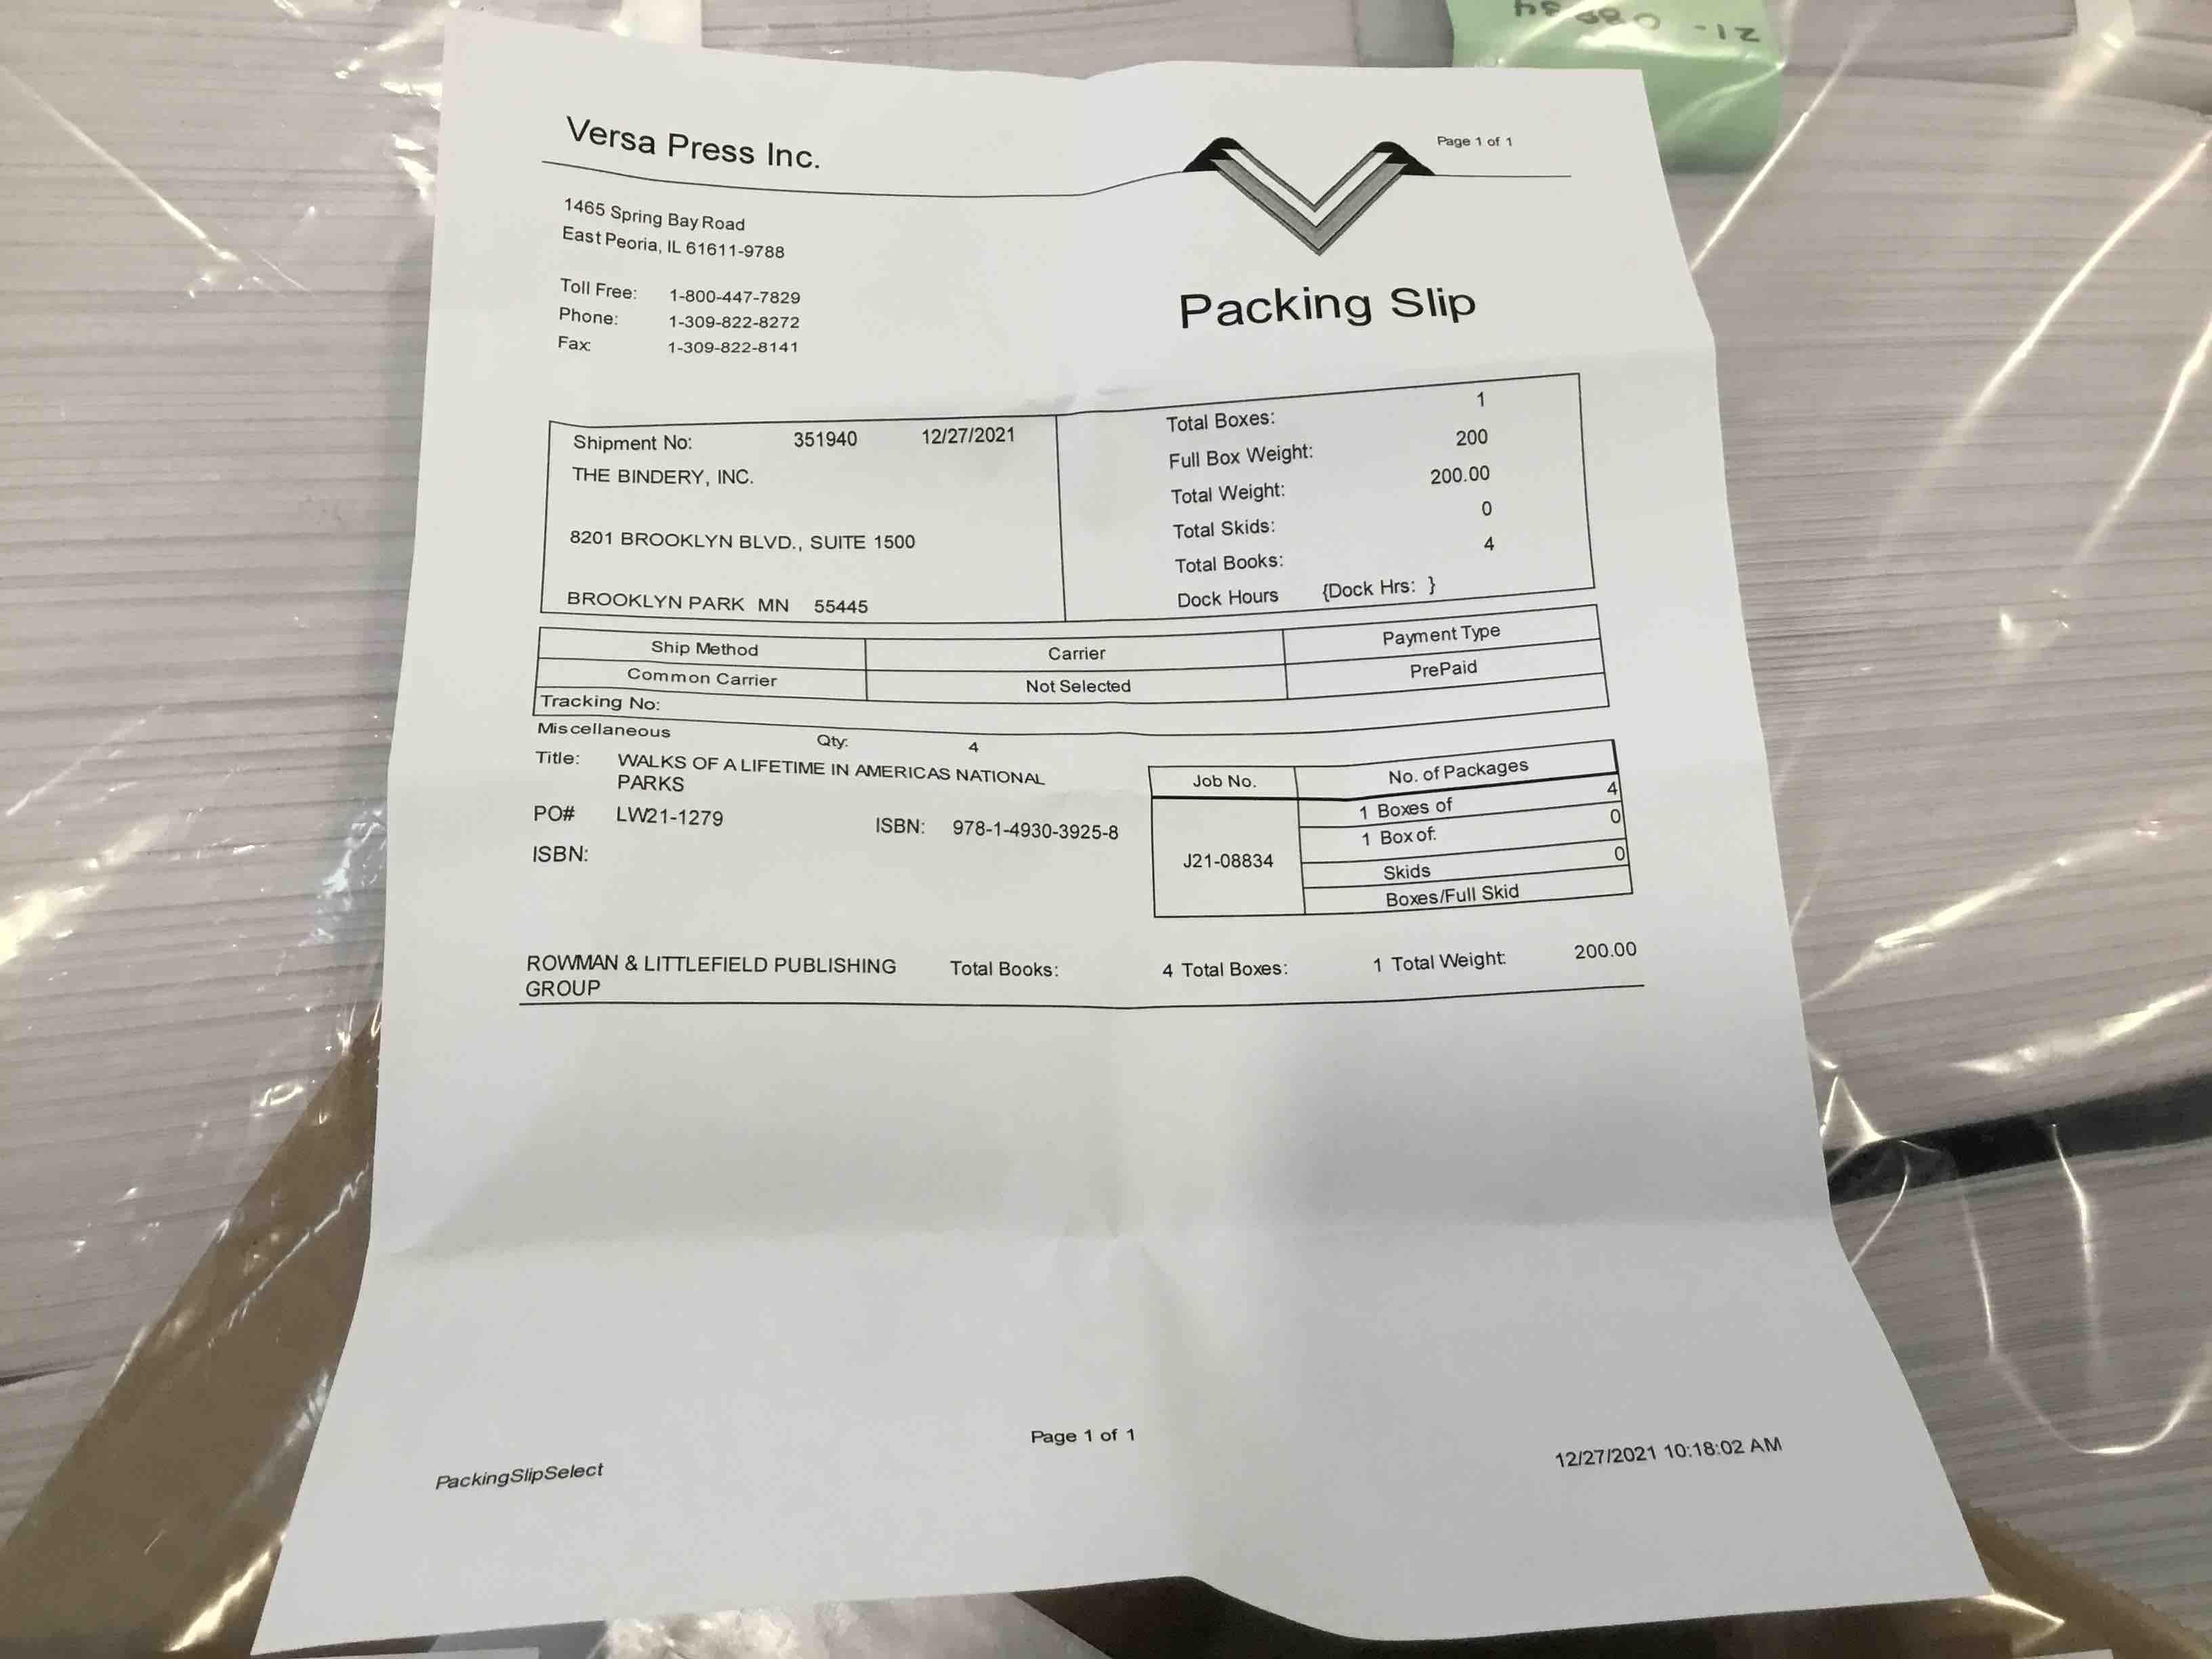 21- 08834
Versa Press Inc.
Page 1 of 1
1465 Spring Bay Road
East Peoria, IL 61611-9788
Toll Free: 1-800-447-7829
Phone: 1-309-822-8272
Fax: 1-309-822-8141
Packing Slip
Shipment No: 351940 12/27/2021
THE BINDERY, INC.
8201 BROOKLYN BLVD., SUITE 1500
BROOKLYN PARK MN 55445
Total Boxes: 1
Full Box Weight: 200
Total Weight: 200.00
Total Skids: 0
Total Books: 4
Dock Hours {Dock Hrs: }
Ship Method Carrier Payment Type
Common Carrier Not Selected PrePaid
Tracking No:
Miscellaneous Qty: 4
Title: WALKS OF A LIFETIME IN AMERICAS NATIONAL
PARKS
PO# LW21-1279 ISBN: 978-1-4930-3925-8
ISBN:
Job No. No. of Packages
J21-08834
1 Boxes of 4
1 Box of: 0
Skids 0
Boxes/Full Skid
ROWMAN & LITTLEFIELD PUBLISHING Total Books: 4 Total Boxes: 1 Total Weight: 200.00
GROUP
PackingSlipSelect Page 1 of 1 12/27/2021 10:18:02 AM